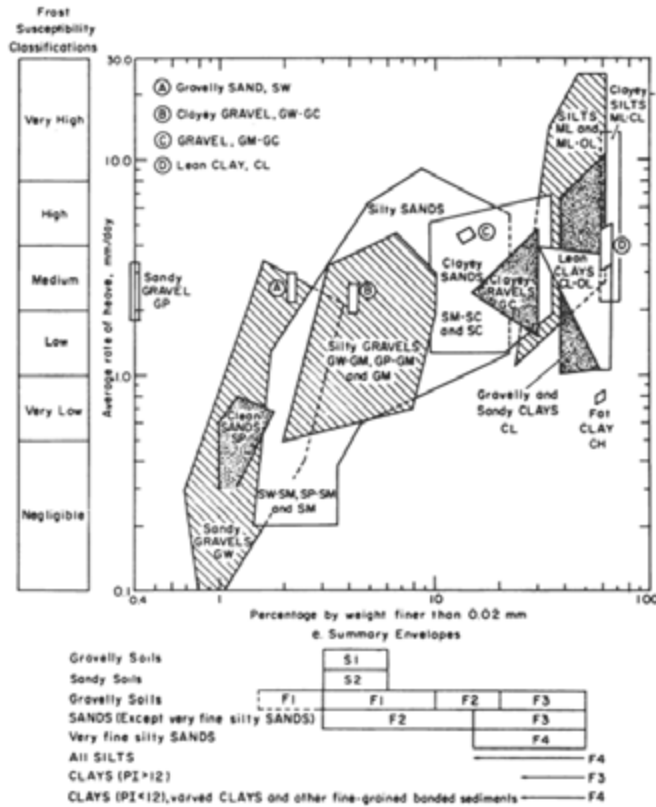 Frost
Susceptibility
Classifications
Very High
High
Medium
Low
Very Low
Negligible
Average rate of heave, mm/day
30.0
10.0
1.0
0.1
Ⓐ Gravelly SAND, SW
Ⓑ Clayey GRAVEL, GW-GC
Ⓒ GRAVEL, GM-GC
Ⓓ Lean CLAY, CL
Clayey
SILTS
ML-CL
SILTS
ML and
ML-OL
Silty SANDS
Sandy
GRAVEL
GP
A
B
C
D
Clayey
SANDS
SM-SC
and SC
Clayey
GRAVELS
GC
Lean
CLAYS
CL-OL
Silty GRAVELS
GW-GM, GP-GM
and GM
Gravelly and
Sandy CLAYS
CL
Fat
CLAY
CH
Clean
SANDS
SP
SW-SM, SP-SM
and SM
Sandy
GRAVELS
GW
0.4
1
10
100
Percentage by weight finer than 0.02 mm
e. Summary Envelopes
Gravelly Soils S1
Sandy Soils S2
Gravelly Soils F1 F1 F2 F3
SANDS (Except very fine silty SANDS) F2 F3
Very fine silty SANDS F4
All SILTS F4
CLAYS (PI>12) F3
CLAYS (PI<12), varved CLAYS and other fine-grained banded sediments F4